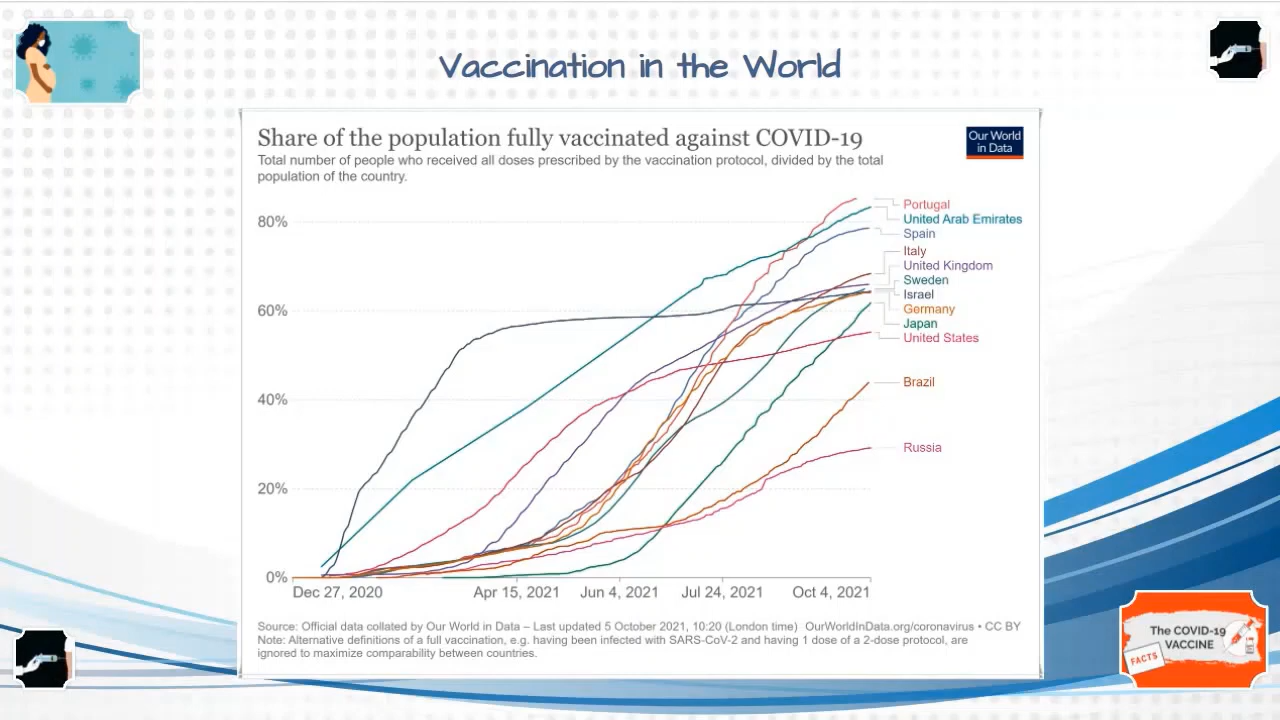 Vaccination in the World
Share of the population fully vaccinated against COVID-19
Our World
in Data
Total number of people who received all doses prescribed by the vaccination protocol, divided by the total
population of the country.
80%
60%
40%
20%
0%
Portugal
United Arab Emirates
Spain
Italy
United Kingdom
Sweden
Israel
Germany
Japan
United States
Brazil
Russia
Dec 27, 2020 Apr 15, 2021 Jun 4, 2021 Jul 24, 2021 Oct 4, 2021
Source: Official data collated by Our World in Data – Last updated 5 October 2021, 10:20 (London time) OurWorldInData.org/coronavirus • CC BY
Note: Alternative definitions of a full vaccination, e.g. having been infected with SARS-CoV-2 and having 1 dose of a 2-dose protocol, are
ignored to maximize comparability between countries.
The COVID-19
VACCINE
FACTS